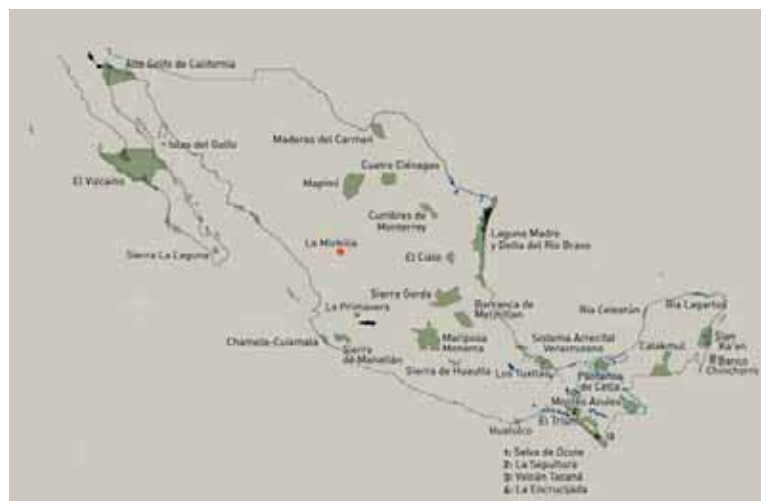 Alto Golfo de California
Maderas del Carmen
Islas del Golfo
Cuatro Ciénegas
Mapimí
El Vizcaíno
Cumbres de
Monterrey
Laguna Madre
y Delta del Río Bravo
La Michilía
El Cielo
Sierra La Laguna
Sierra Gorda
Barranca de
Metztitlan
Ría Celestún
Ría Lagartos
La Primavera
Chamela-Cuixmala
Sierra
de Manatlán
Mariposa
Monarca
Sistema Arrecifal
Veracruzano
Calakmul
Sian
Ka'an
Banco
Chinchorro
Sierra de Huautla
Los Tuxtlas
Pantanos
de Centla
Montes Azules
El Triunfo
Huatulco
1: Selva de Ocote
2: La Sepultura
3: Volcán Tacaná
4: La Encrucijada